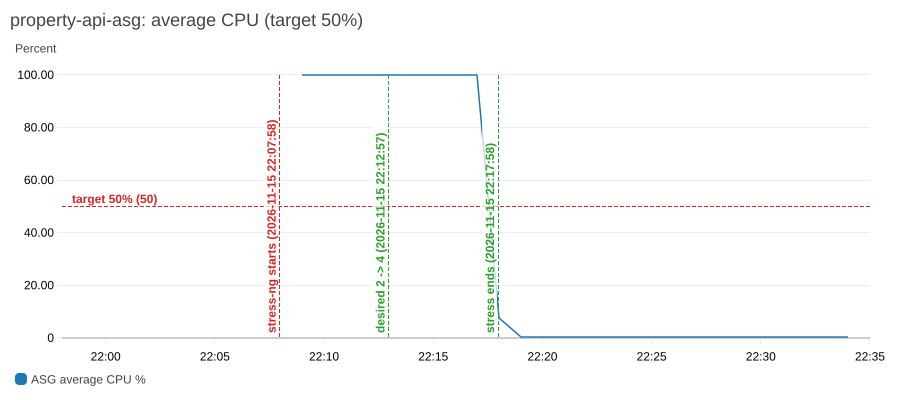 property-api-asg: average CPU (target 50%)
Percent
100.00
80.00
60.00
40.00
20.00
0
target 50% (50)
stress-ng starts (2026-11-15 22:07:58)
desired 2 -> 4 (2026-11-15 22:12:57)
stress ends (2026-11-15 22:17:58)
22:00
22:05
22:10
22:15
22:20
22:25
22:30
22:35
ASG average CPU %